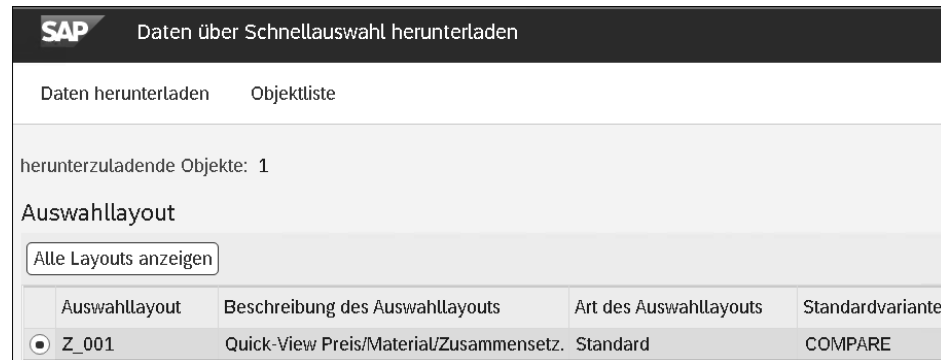 SAP Daten über Schnellauswahl herunterladen
Daten herunterladen Objektliste
herunterzuladende Objekte: 1
Auswahllayout
Alle Layouts anzeigen
Auswahllayout Beschreibung des Auswahllayouts Art des Auswahllayouts Standardvariante
Z_001 Quick-View Preis/Material/Zusammensetz. Standard COMPARE